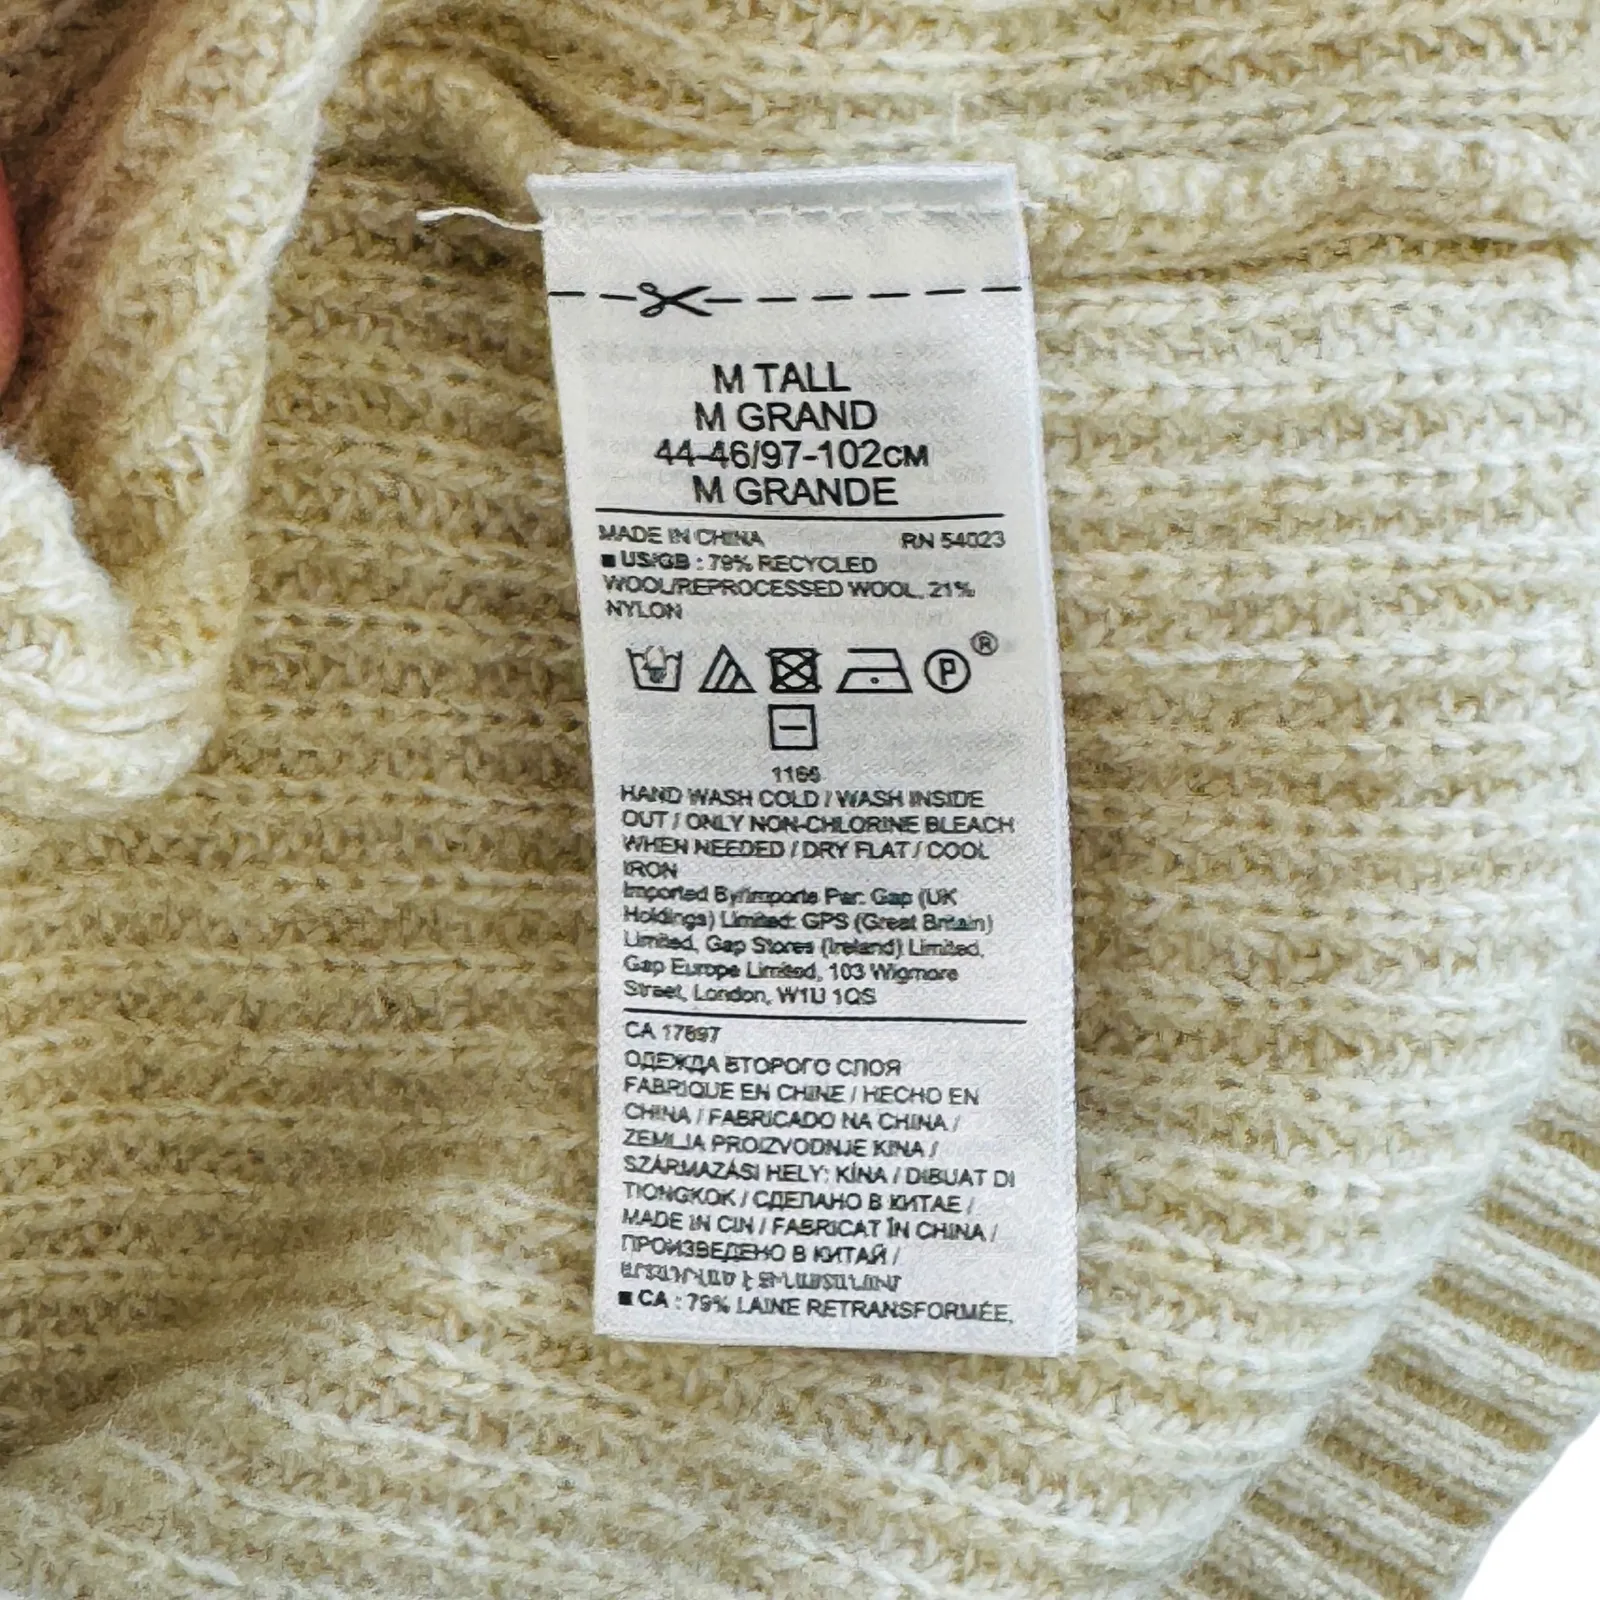 M TALL
M GRAND
44-46/97-102CM
M GRANDE
MADE IN CHINA RN 54023
US/GB : 79% RECYCLED
WOOL/REPROCESSED WOOL, 21%
NYLON
P ®
HAND WASH COLD / WASH INSIDE
OUT / ONLY NON-CHLORINE BLEACH
WHEN NEEDED / DRY FLAT / COOL
IRON
Imported By/Importe Par: Gap (UK
Holdings) Limited: GPS (Great Britain)
Limited, Gap Stores (Ireland) Limited,
Gap Europe Limited, 103 Wigmore
Street, London, W1U 1QS
CA 17897
ОДЕЖДА ВТОРОГО СЛОЯ
FABRIQUE EN CHINE / HECHO EN
CHINA / FABRICADO NA CHINA /
ZEMLJA PROIZVODNJE KINA /
SZÁRMAZÁSI HELY: KÍNA / DIBUAT DI
TIONGKOK / СДЕЛАНО В КИТАЕ /
MADE IN CIN / FABRICAT ÎN CHINA /
ПРОИЗВЕДЕНО В КИТАЙ /
CA : 79% LAINE RETRANSFORMÉE,